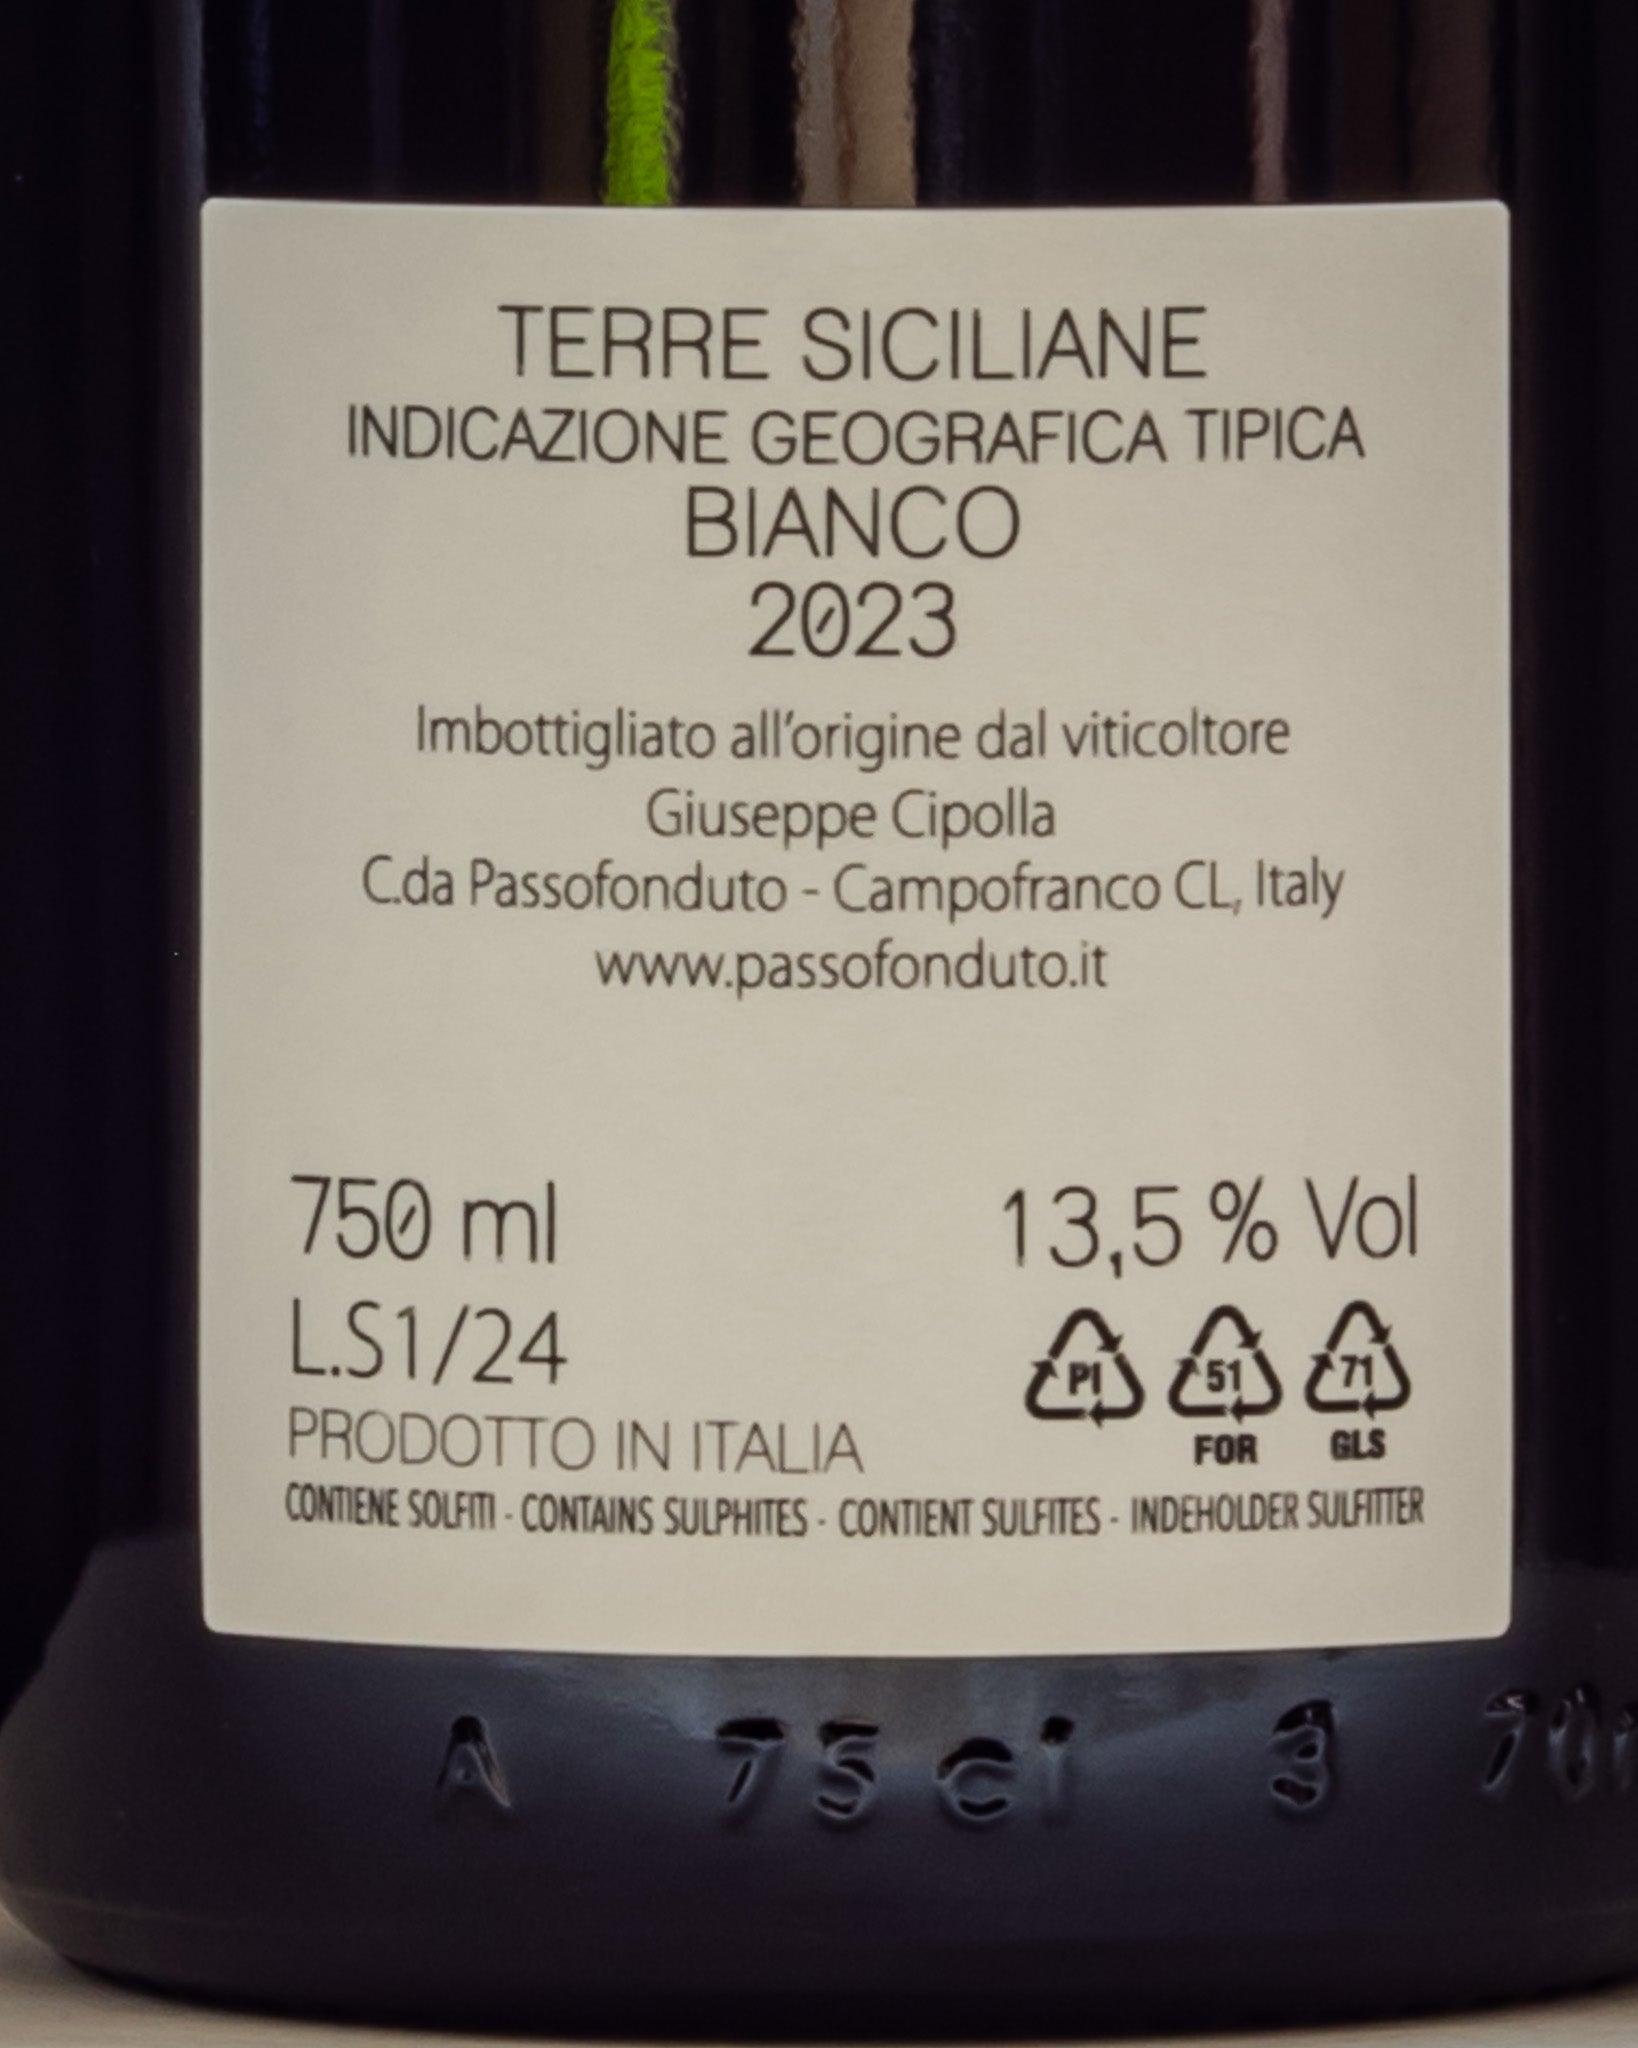 TERRE SICILIANE
INDICAZIONE GEOGRAFICA TIPICA
BIANCO
2023
Imbottigliato all'origine dal viticoltore
Giuseppe Cipolla
C.da Passofonduto - Campofranco CL, Italy
www.passofonduto.it
750 ml 13,5 % Vol
L.S1/24
PI 51 71
FOR GLS
PRODOTTO IN ITALIA
CONTIENE SOLFITI - CONTAINS SULPHITES - CONTIENT SULFITES - INDEHOLDER SULFITTER
A 75 cl 3